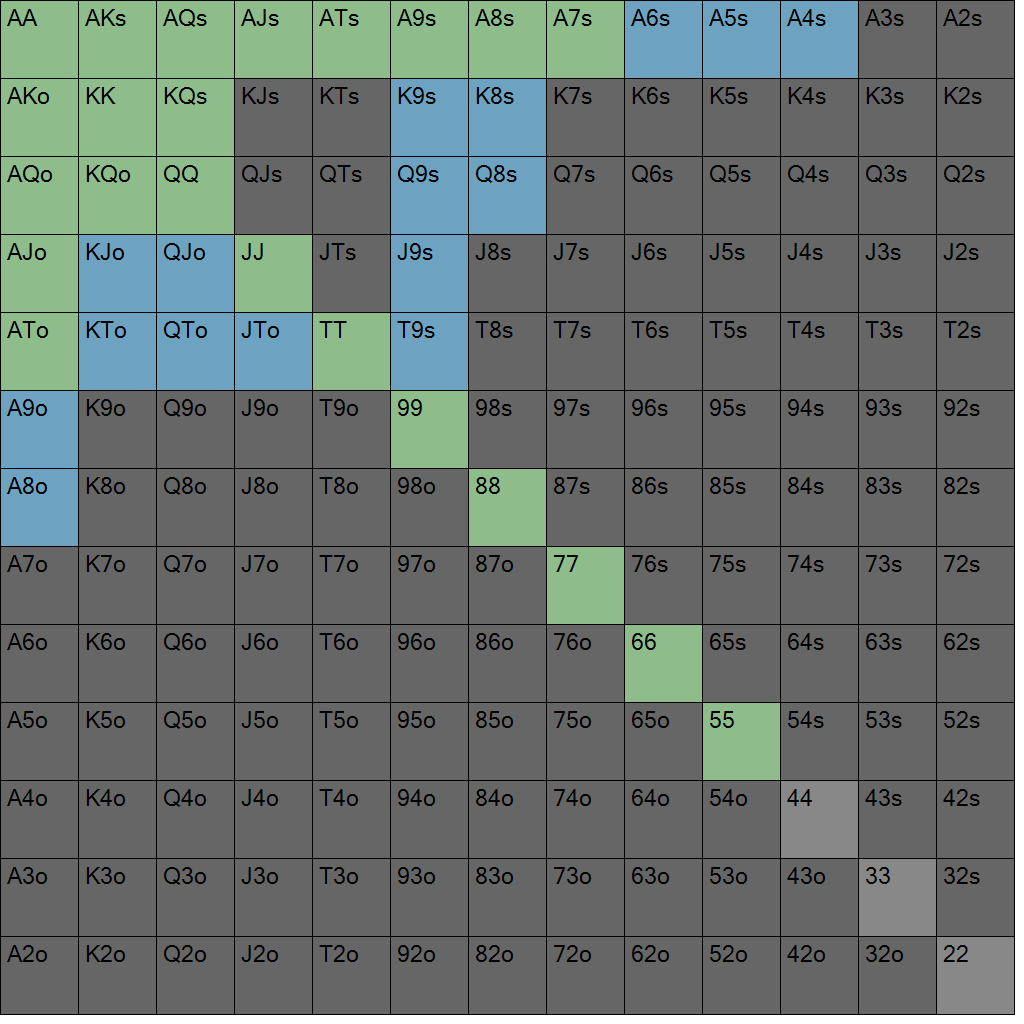 AA AKs AQs AJs ATs A9s A8s A7s A6s A5s A4s A3s A2s
AKo KK KQs KJs KTs K9s K8s K7s K6s K5s K4s K3s K2s
AQo KQo QQ QJs QTs Q9s Q8s Q7s Q6s Q5s Q4s Q3s Q2s
AJo KJo QJo JJ JTs J9s J8s J7s J6s J5s J4s J3s J2s
ATo KTo QTo JTo TT T9s T8s T7s T6s T5s T4s T3s T2s
A9o K9o Q9o J9o T9o 99 98s 97s 96s 95s 94s 93s 92s
A8o K8o Q8o J8o T8o 98o 88 87s 86s 85s 84s 83s 82s
A7o K7o Q7o J7o T7o 97o 87o 77 76s 75s 74s 73s 72s
A6o K6o Q6o J6o T6o 96o 86o 76o 66 65s 64s 63s 62s
A5o K5o Q5o J5o T5o 95o 85o 75o 65o 55 54s 53s 52s
A4o K4o Q4o J4o T4o 94o 84o 74o 64o 54o 44 43s 42s
A3o K3o Q3o J3o T3o 93o 83o 73o 63o 53o 43o 33 32s
A2o K2o Q2o J2o T2o 92o 82o 72o 62o 52o 42o 32o 22